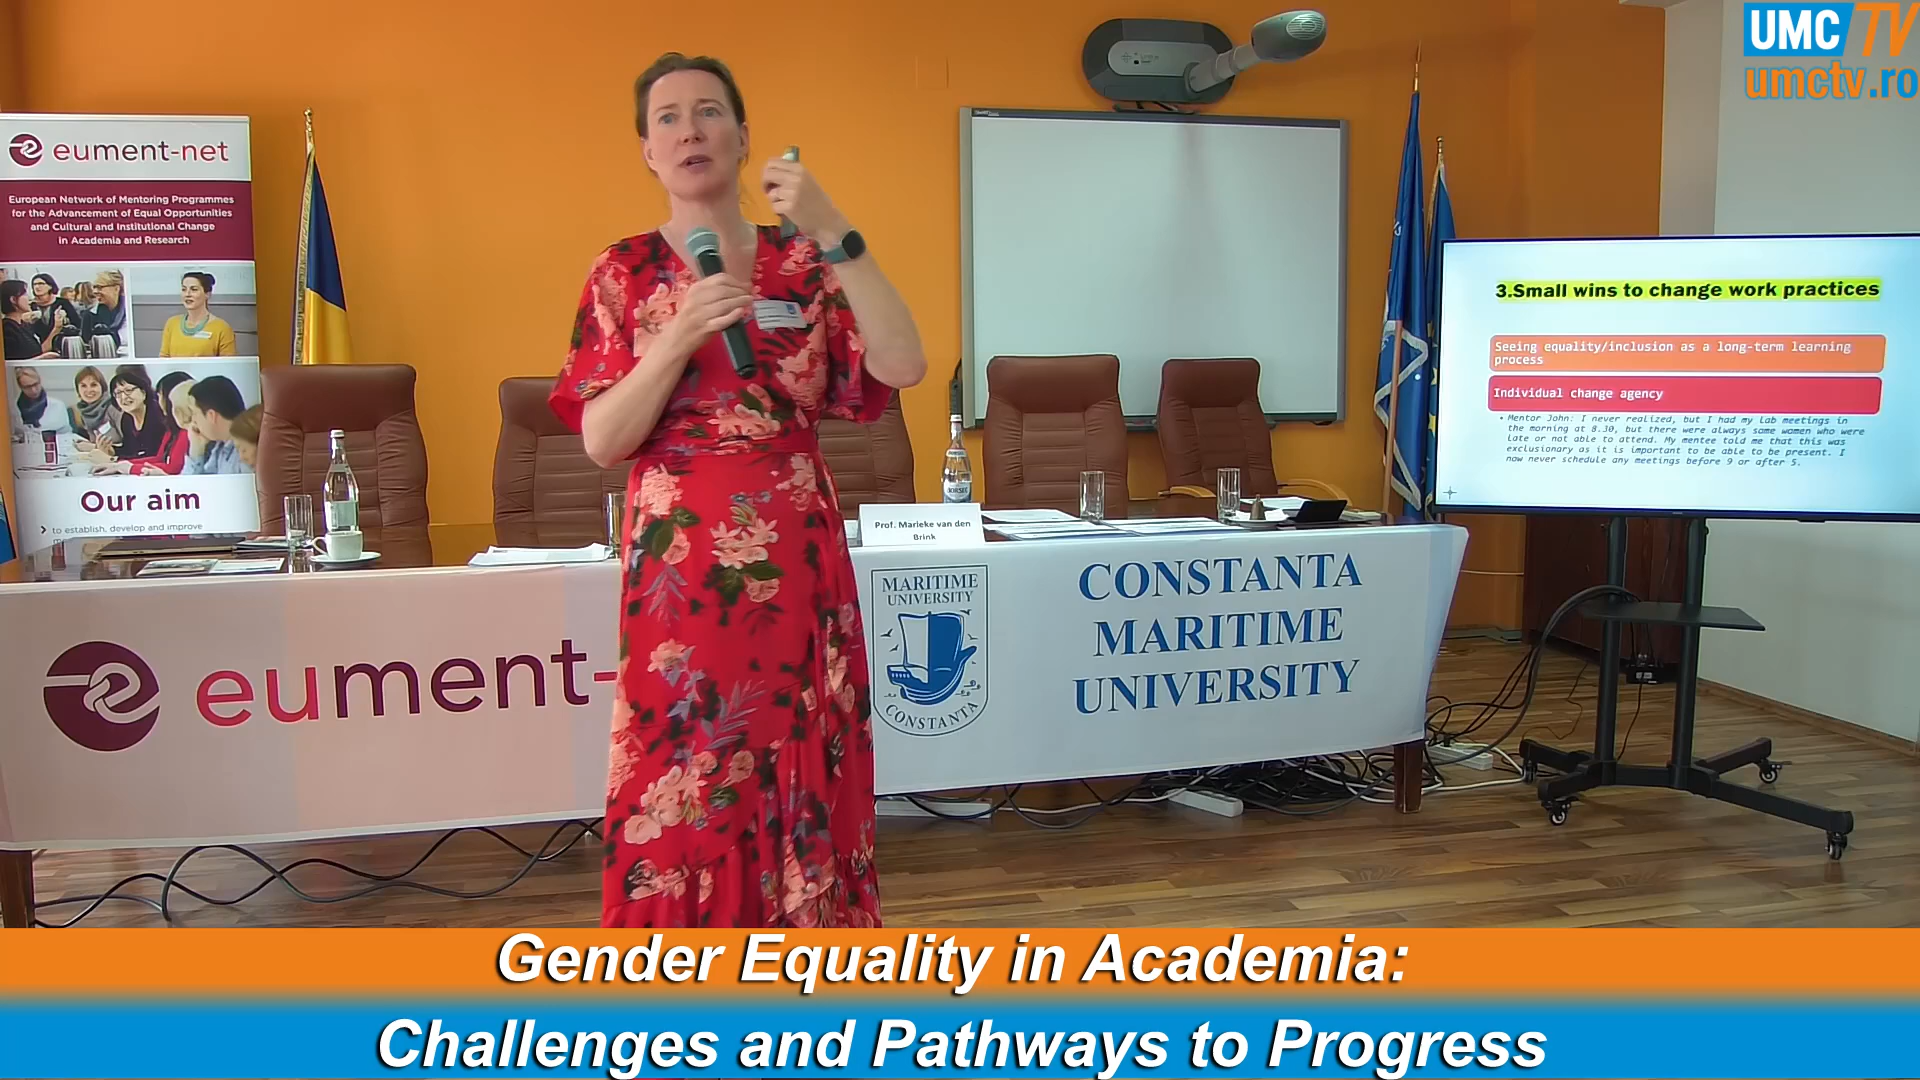 UMC TV
umctv.ro
eument-net
European Network of Mentoring Programmes
for the Advancement of Equal Opportunities
and Cultural and Institutional Change
in Academia and Research
Our aim
to establish, develop and improve
3.Small wins to change work practices
Seeing equality/inclusion as a long-term learning
process
Individual change agency
• Mentor John: I never realized, but I had my lab meetings in
the morning at 8.30, but there were always some women who were
late or not able to attend. My mentee told me that this was
exclusionary as it is important to be able to be present. I
now never schedule any meetings before 9 or after 5.
Prof. Marieke van den
Brink
eument-
MARITIME
UNIVERSITY
CONSTANTA
CONSTANTA
MARITIME
UNIVERSITY
Gender Equality in Academia:
Challenges and Pathways to Progress